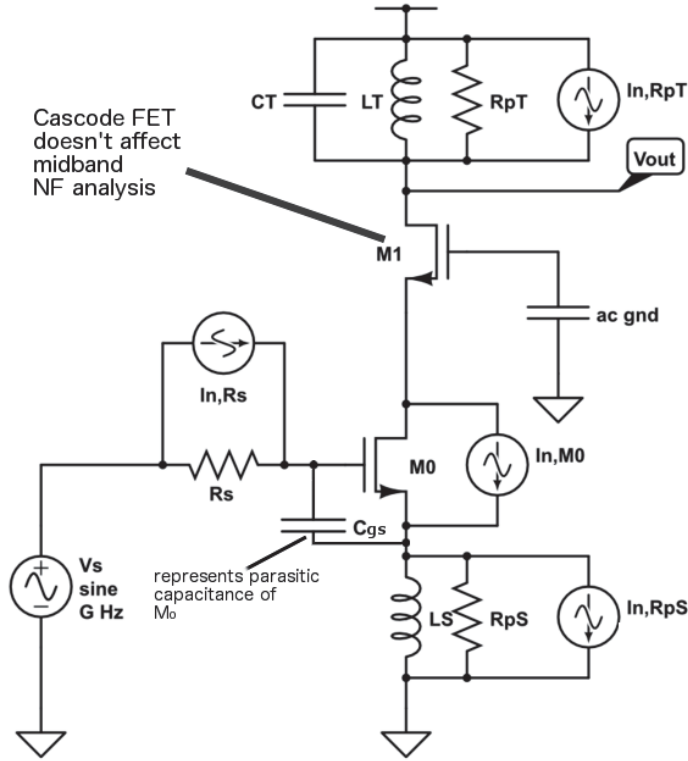 CT
LT
RpT
In,RpT
Cascode FET
doesn't affect
midband
NF analysis
Vout
M1
ac gnd
In,Rs
Rs
M0
In,M0
Cgs
Vs
sine
G Hz
represents parasitic
capacitance of
Mo
LS
RpS
In,RpS